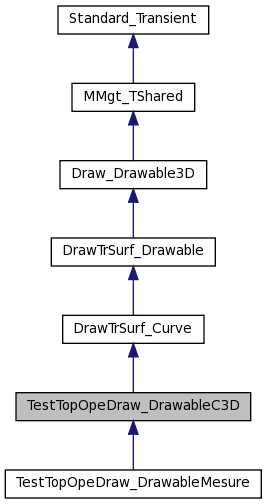 Standard_Transient
MMgt_TShared
Draw_Drawable3D
DrawTrSurf_Drawable
DrawTrSurf_Curve
TestTopOpeDraw_DrawableC3D
TestTopOpeDraw_DrawableMesure